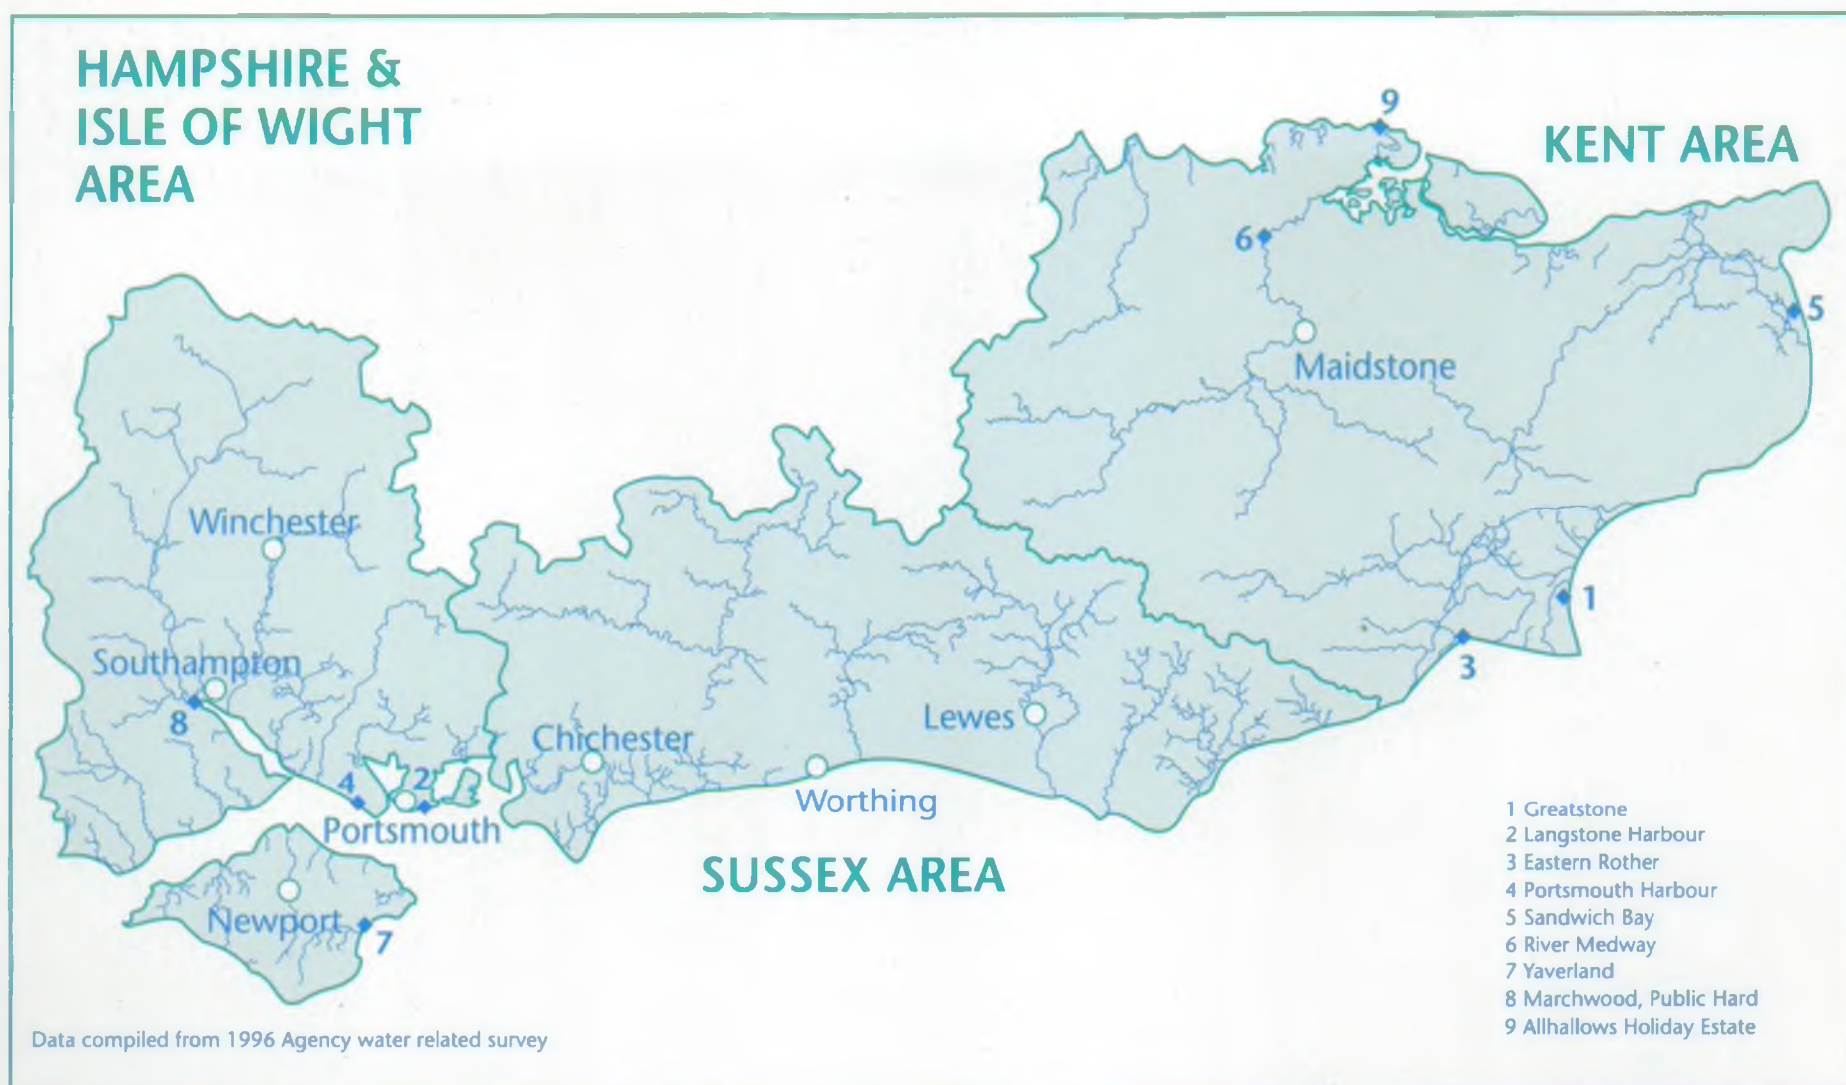 HAMPSHIRE &
ISLE OF WIGHT
AREA
9
KENT AREA
6
5
Maidstone
Winchester
1
Southampton
3
8
Lewes
Chichester
4
2
Worthing
Portsmouth
SUSSEX AREA
Newport
7
1 Greatstone
2 Langstone Harbour
3 Eastern Rother
4 Portsmouth Harbour
5 Sandwich Bay
6 River Medway
7 Yaverland
8 Marchwood, Public Hard
9 Allhallows Holiday Estate
Data compiled from 1996 Agency water related survey